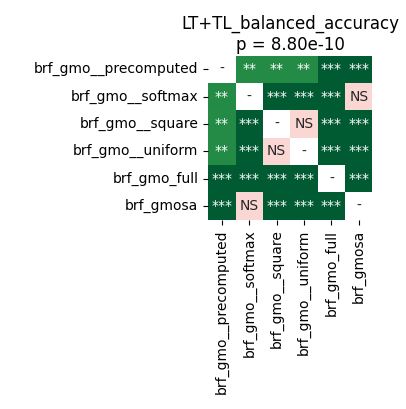 LT+TL_balanced_accuracy
p = 8.80e-10
brf_gmo__precomputed - ** ** ** *** ***
brf_gmo__softmax ** - *** *** *** NS
brf_gmo__square ** *** - NS *** ***
brf_gmo__uniform ** *** NS - *** ***
brf_gmo_full *** *** *** *** - ***
brf_gmosa *** NS *** *** *** -
brf_gmo__precomputed
brf_gmo__softmax
brf_gmo__square
brf_gmo__uniform
brf_gmo_full
brf_gmosa